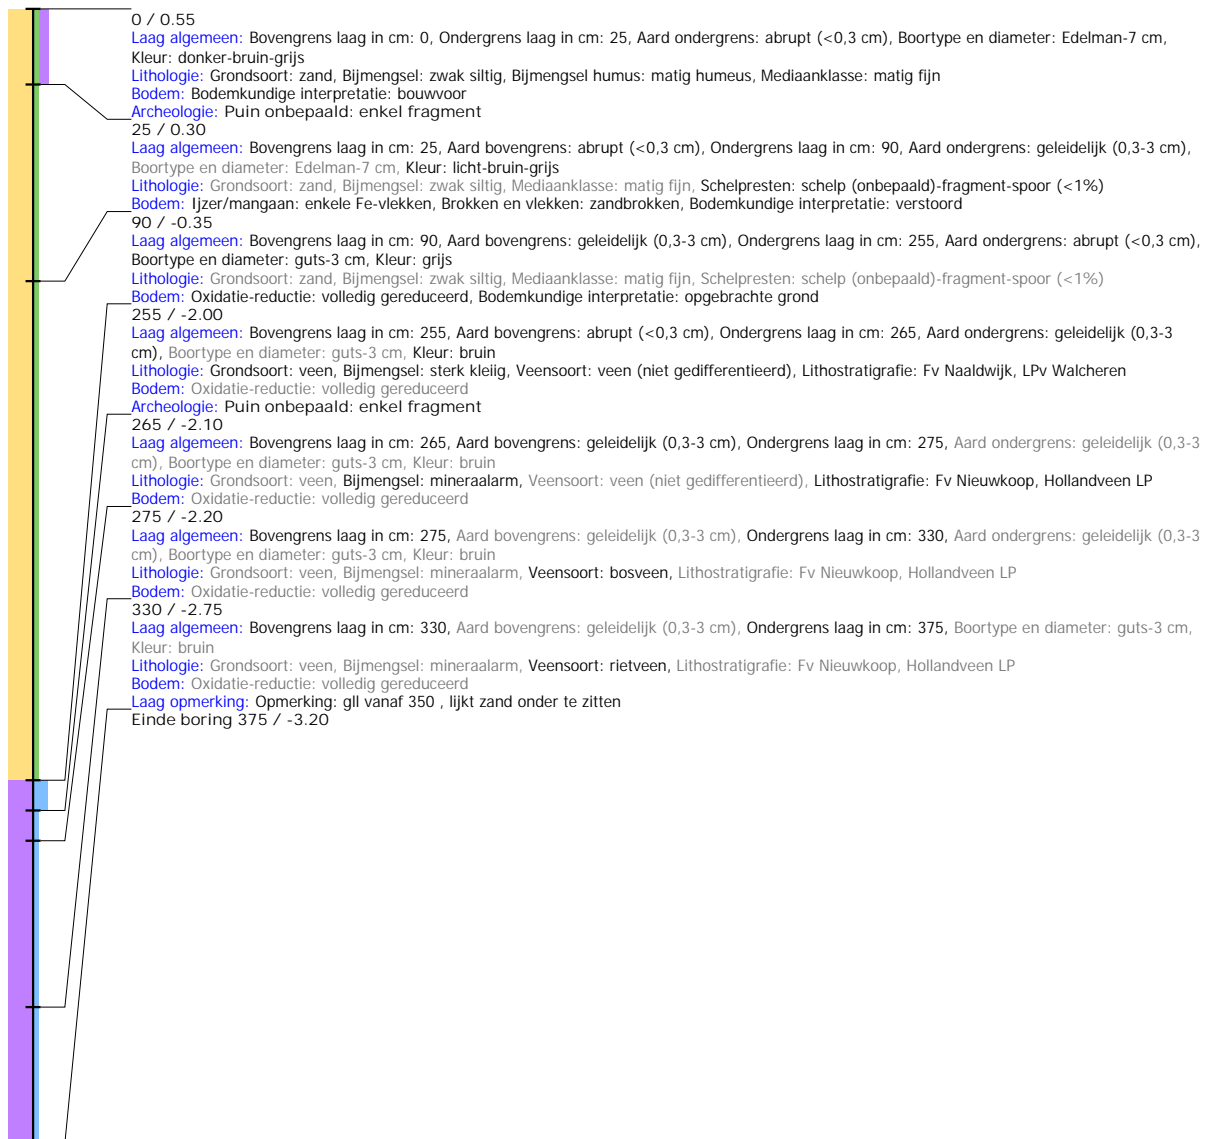 0 / 0.55
Laag algemeen: Bovengrens laag in cm: 0, Ondergrens laag in cm: 25, Aard ondergrens: abrupt (<0,3 cm), Boortype en diameter: Edelman-7 cm,
Kleur: donker-bruin-grijs
Lithologie: Grondsoort: zand, Bijmengsel: zwak siltig, Bijmengsel humus: matig humeus, Mediaanklasse: matig fijn
Bodem: Bodemkundige interpretatie: bouwvoor
Archeologie: Puin onbepaald: enkel fragment
25 / 0.30
Laag algemeen: Bovengrens laag in cm: 25, Aard bovengrens: abrupt (<0,3 cm), Ondergrens laag in cm: 90, Aard ondergrens: geleidelijk (0,3-3 cm),
Boortype en diameter: Edelman-7 cm, Kleur: licht-bruin-grijs
Lithologie: Grondsoort: zand, Bijmengsel: zwak siltig, Mediaanklasse: matig fijn, Schelpresten: schelp (onbepaald)-fragment-spoor (<1%)
Bodem: Ijzer/mangaan: enkele Fe-vlekken, Brokken en vlekken: zandbrokken, Bodemkundige interpretatie: verstoord
90 / -0.35
Laag algemeen: Bovengrens laag in cm: 90, Aard bovengrens: geleidelijk (0,3-3 cm), Ondergrens laag in cm: 255, Aard ondergrens: abrupt (<0,3 cm),
Boortype en diameter: guts-3 cm, Kleur: grijs
Lithologie: Grondsoort: zand, Bijmengsel: zwak siltig, Mediaanklasse: matig fijn, Schelpresten: schelp (onbepaald)-fragment-spoor (<1%)
Bodem: Oxidatie-reductie: volledig gereduceerd, Bodemkundige interpretatie: opgebrachte grond
255 / -2.00
Laag algemeen: Bovengrens laag in cm: 255, Aard bovengrens: abrupt (<0,3 cm), Ondergrens laag in cm: 265, Aard ondergrens: geleidelijk (0,3-3
cm), Boortype en diameter: guts-3 cm, Kleur: bruin
Lithologie: Grondsoort: veen, Bijmengsel: sterk kleiig, Veensoort: veen (niet gedifferentieerd), Lithostratigrafie: Fv Naaldwijk, LPv Walcheren
Bodem: Oxidatie-reductie: volledig gereduceerd
Archeologie: Puin onbepaald: enkel fragment
265 / -2.10
Laag algemeen: Bovengrens laag in cm: 265, Aard bovengrens: geleidelijk (0,3-3 cm), Ondergrens laag in cm: 275, Aard ondergrens: geleidelijk (0,3-3
cm), Boortype en diameter: guts-3 cm, Kleur: bruin
Lithologie: Grondsoort: veen, Bijmengsel: mineraalarm, Veensoort: veen (niet gedifferentieerd), Lithostratigrafie: Fv Nieuwkoop, Hollandveen LP
Bodem: Oxidatie-reductie: volledig gereduceerd
275 / -2.20
Laag algemeen: Bovengrens laag in cm: 275, Aard bovengrens: geleidelijk (0,3-3 cm), Ondergrens laag in cm: 330, Aard ondergrens: geleidelijk (0,3-3
cm), Boortype en diameter: guts-3 cm, Kleur: bruin
Lithologie: Grondsoort: veen, Bijmengsel: mineraalarm, Veensoort: bosveen, Lithostratigrafie: Fv Nieuwkoop, Hollandveen LP
Bodem: Oxidatie-reductie: volledig gereduceerd
330 / -2.75
Laag algemeen: Bovengrens laag in cm: 330, Aard bovengrens: geleidelijk (0,3-3 cm), Ondergrens laag in cm: 375, Boortype en diameter: guts-3 cm,
Kleur: bruin
Lithologie: Grondsoort: veen, Bijmengsel: mineraalarm, Veensoort: rietveen, Lithostratigrafie: Fv Nieuwkoop, Hollandveen LP
Bodem: Oxidatie-reductie: volledig gereduceerd
Laag opmerking: Opmerking: gll vanaf 350 , lijkt zand onder te zitten
Einde boring 375 / -3.20